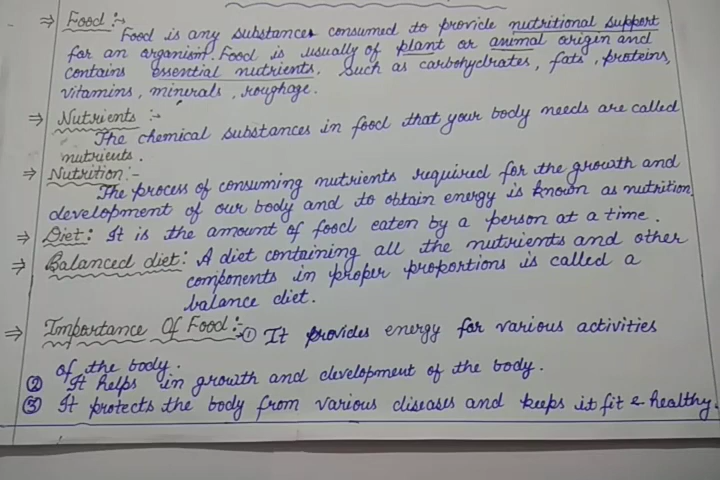 ⇒ Food :-
Food is any substances consumed to provide nutritional support
for an organism. Food is usually of plant or animal origin and
contains essential nutrients. Such as carbohydrates, fats, proteins,
vitamins, minerals, roughage.
⇒ Nutrients :-
The chemical substances in food that your body needs are called
nutrients.
⇒ Nutrition :-
The process of consuming nutrients required for the growth and
development of our body and to obtain energy is known as nutrition.
⇒ Diet : It is the amount of food eaten by a person at a time.
⇒ Balanced diet : A diet containing all the nutrients and other
components in proper proportions is called a
balance diet.
⇒ Importance Of Food :- ① It provides energy for various activities
of the body.
② It helps in growth and development of the body.
③ It protects the body from various diseases and keeps it fit & healthy.